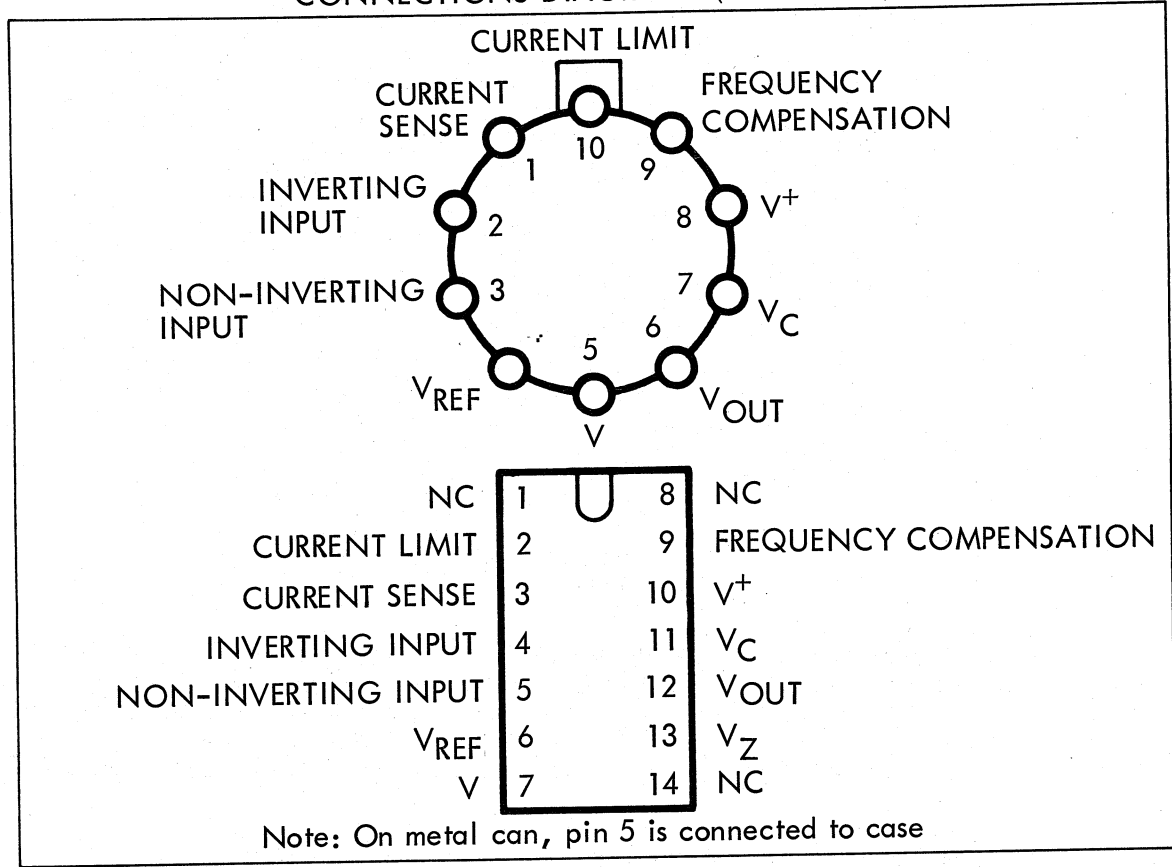 CURRENT LIMIT
CURRENT
SENSE
FREQUENCY
COMPENSATION
10
1
9
INVERTING
INPUT
2
8
V+
NON-INVERTING
INPUT
3
7
VC
6
5
VREF
VOUT
V
NC 1 8 NC
CURRENT LIMIT 2 9 FREQUENCY COMPENSATION
CURRENT SENSE 3 10 V+
INVERTING INPUT 4 11 VC
NON-INVERTING INPUT 5 12 VOUT
VREF 6 13 VZ
V 7 14 NC
Note: On metal can, pin 5 is connected to case